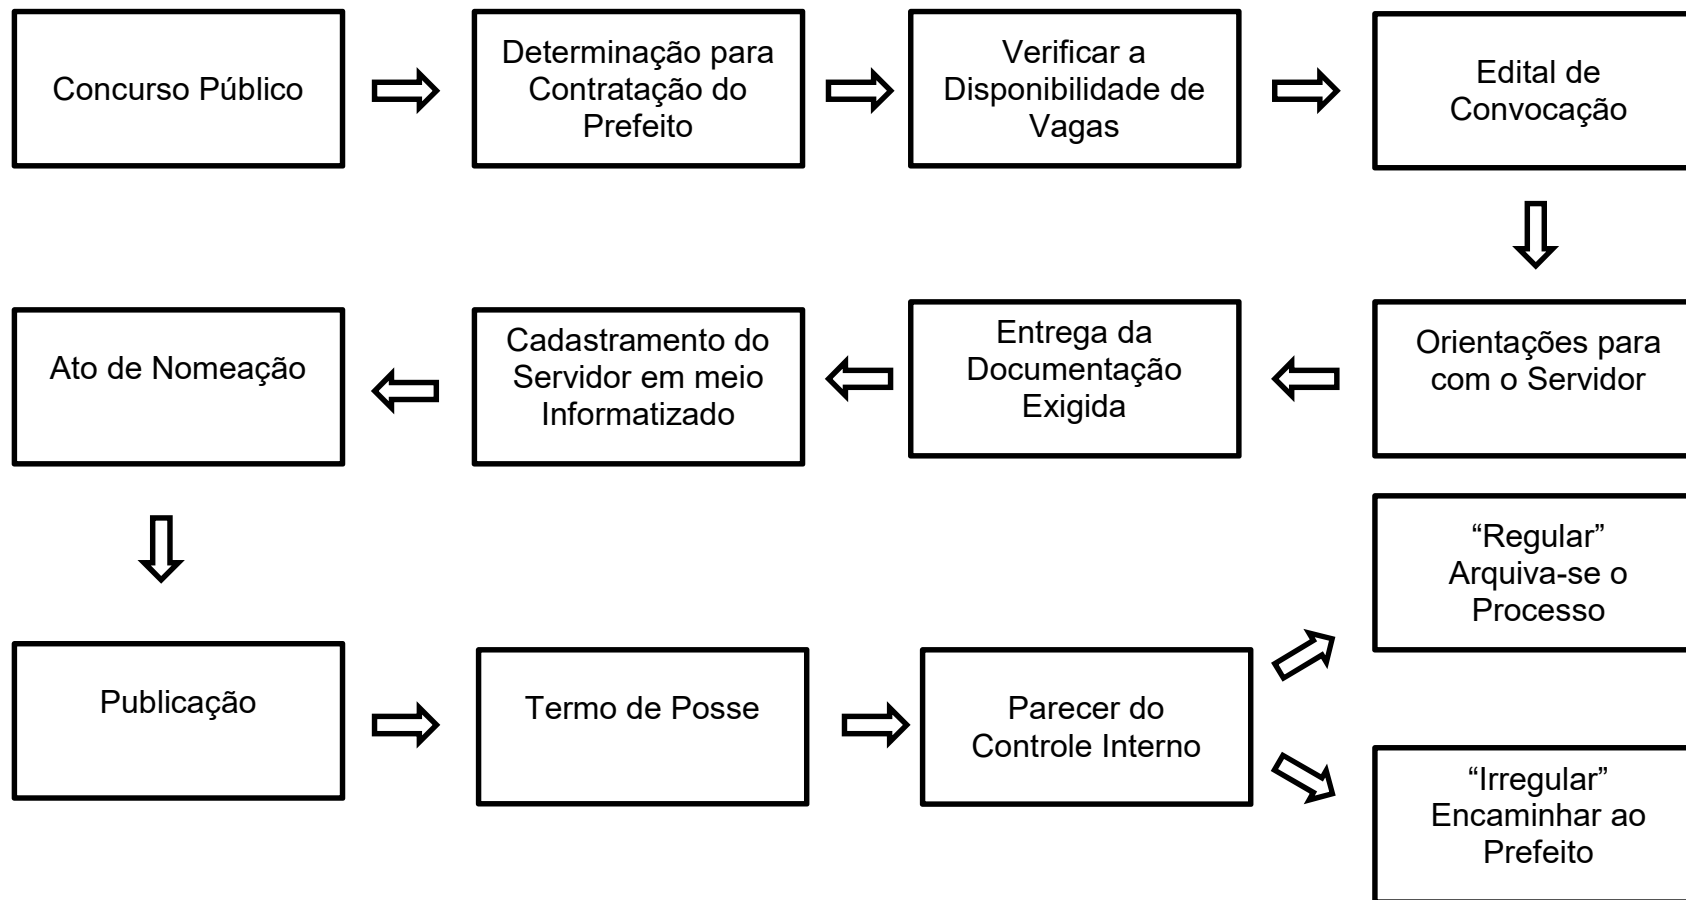 Concurso Público
Determinação para
Contratação do
Prefeito
Verificar a
Disponibilidade de
Vagas
Edital de
Convocação
Orientações para
com o Servidor
Entrega da
Documentação
Exigida
Cadastramento do
Servidor em meio
Informatizado
Ato de Nomeação
Publicação
Termo de Posse
Parecer do
Controle Interno
“Regular”
Arquiva-se o
Processo
“Irregular”
Encaminhar ao
Prefeito